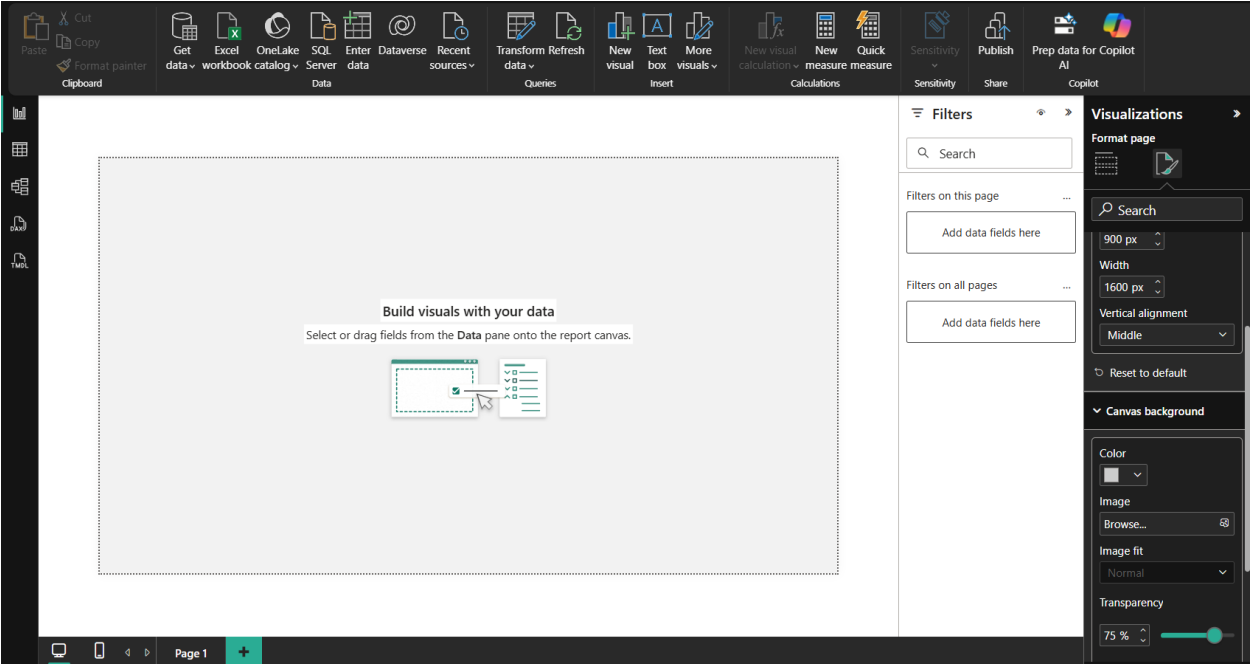 Paste
Cut
Copy
Format painter
Clipboard
Get
data
Excel
workbook
OneLake
catalog
SQL
Server
Enter
data
Dataverse
Recent
sources
Data
Transform
data
Refresh
Queries
New
visual
Text
box
More
visuals
Insert
New visual
calculation
New
measure
Quick
measure
Calculations
Sensitivity
Sensitivity
Publish
Share
Prep data for
AI
Copilot
Copilot
DAX
TMDL
Build visuals with your data
Select or drag fields from the Data pane onto the report canvas.
Filters
Search
Filters on this page
...
Add data fields here
Filters on all pages
...
Add data fields here
Visualizations
Format page
Search
900 px
Width
1600 px
Vertical alignment
Middle
Reset to default
Canvas background
Color
Image
Browse...
Image fit
Normal
Transparency
75 %
Page 1